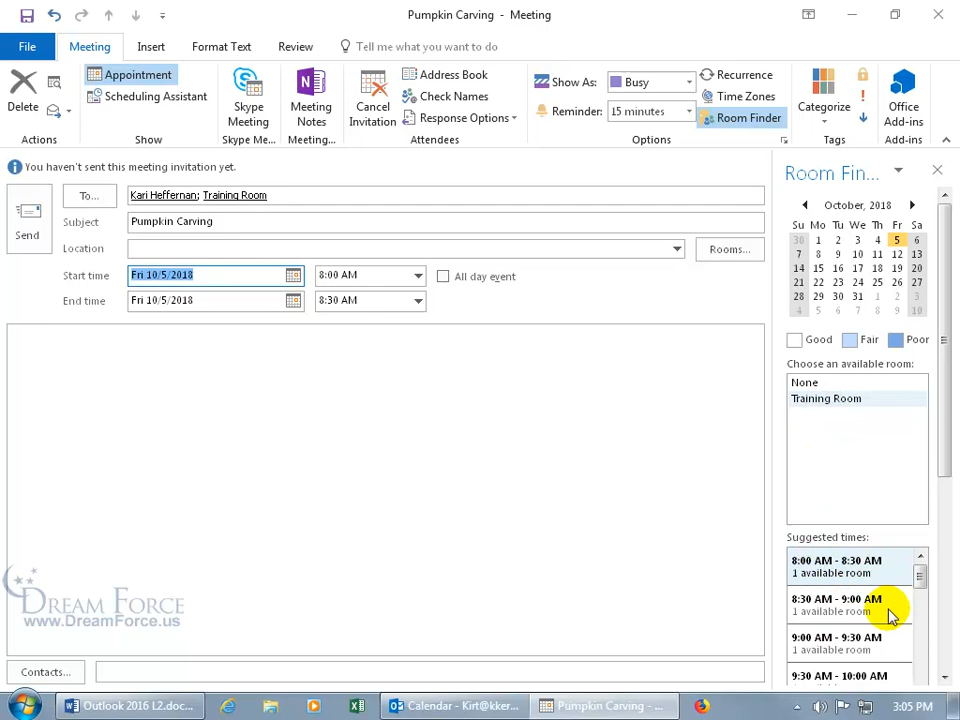 Pumpkin Carving - Meeting
File Meeting Insert Format Text Review Tell me what you want to do
Delete
Actions
Appointment
Scheduling Assistant
Show
Skype
Meeting
Skype Me...
Meeting
Notes
Meeting...
Cancel
Invitation
Address Book
Check Names
Response Options
Attendees
Show As: Busy
Reminder: 15 minutes
Recurrence
Time Zones
Room Finder
Options
Categorize
Tags
Office
Add-ins
Add-ins
You haven't sent this meeting invitation yet.
Send
To... Kari Heffernan; Training Room
Subject Pumpkin Carving
Location Rooms...
Start time Fri 10/5/2018 8:00 AM All day event
End time Fri 10/5/2018 8:30 AM
DREAM FORCE
www.DreamForce.us
Contacts...
Room Fin...
October, 2018
Su Mo Tu We Th Fr Sa
30 1 2 3 4 5 6
7 8 9 10 11 12 13
14 15 16 17 18 19 20
21 22 23 24 25 26 27
28 29 30 31 1 2 3
4 5 6 7 8 9 10
Good Fair Poor
Choose an available room:
None
Training Room
Suggested times:
8:00 AM - 8:30 AM
1 available room
8:30 AM - 9:00 AM
1 available room
9:00 AM - 9:30 AM
1 available room
9:30 AM - 10:00 AM
Outlook 2016 L2.doc... Calendar - Kirt@kker... Pumpkin Carving - ... 3:05 PM